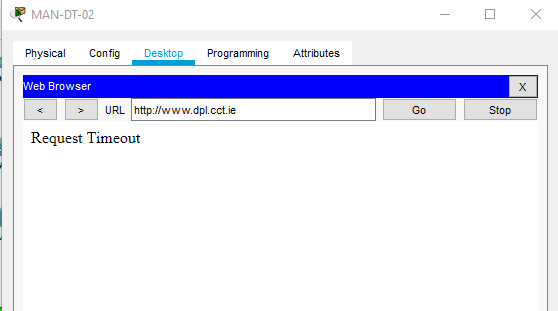 MAN-DT-02
Physical Config Desktop Programming Attributes
Web Browser X
< > URL http://www.dpl.cct.ie Go Stop
Request Timeout